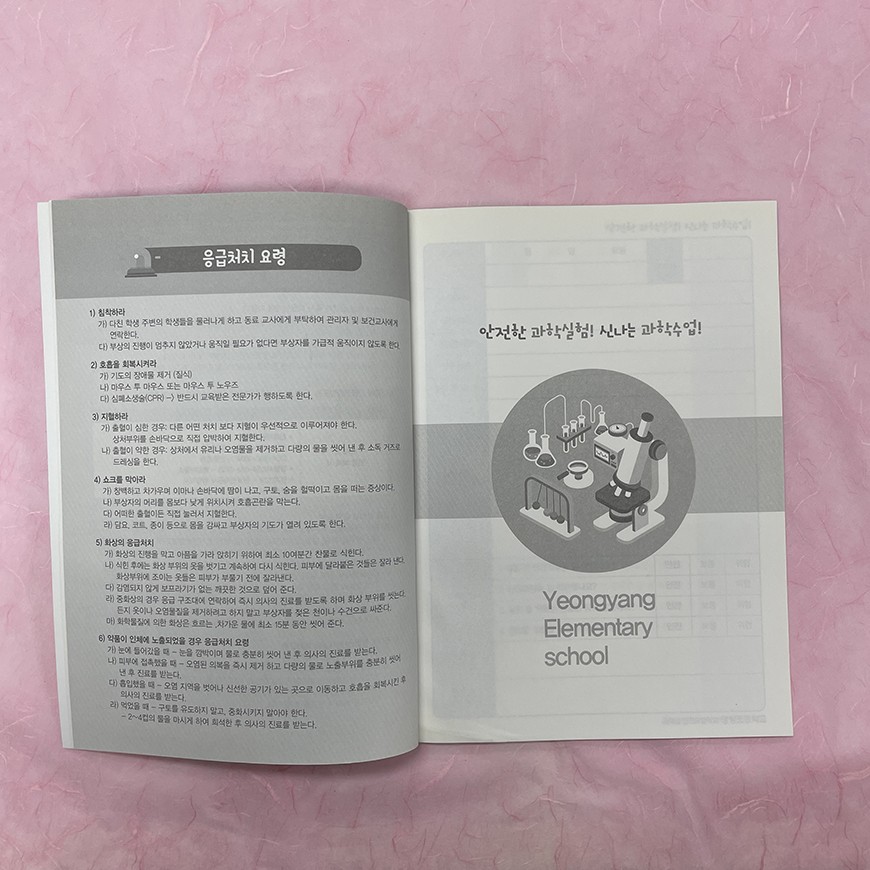 응급처치 요령
1) 침착하라
가) 다친 학생 주변의 학생들을 물러나게 하고 동료 교사에게 부탁하여 관리자 및 보건교사에게
연락한다.
다) 부상의 진행이 멈추지 않았거나 움직일 필요가 없다면 부상자를 가급적 움직이지 않도록 한다.
2) 호흡을 회복시켜라
가) 기도의 장애물 제거 (질식)
나) 마우스 투 마우스 또는 마우스 투 노우즈
다) 심폐소생술(CPR) -> 반드시 교육받은 전문가가 행하도록 한다.
3) 지혈하라
가) 출혈이 심한 경우: 다른 어떤 처치 보다 지혈이 우선적으로 이루어져야 한다.
상처부위를 손바닥으로 직접 압박하여 지혈한다.
나) 출혈이 약한 경우: 상처에서 유리나 오염물을 제거하고 다량의 물을 씻어 낸 후 소독 거즈로
드레싱을 한다.
4) 쇼크를 막아라
가) 창백하고 차가우며 이마나 손바닥에 땀이 나고, 구토, 숨을 헐떡이고 몸을 떠는 증상이다.
나) 부상자의 머리를 몸보다 낮게 위치시켜 호흡곤란을 막는다.
다) 어떠한 출혈이든 직접 눌러서 지혈한다.
라) 담요, 코트, 종이 등으로 몸을 감싸고 부상자의 기도가 열려 있도록 한다.
5) 화상의 응급처치
가) 화상의 진행을 막고 아픔을 가라 앉히기 위하여 최소 10여분간 찬물로 식힌다.
나) 식힌 후에는 화상 부위의 옷을 벗기고 계속하여 다시 식힌다. 피부에 달라붙은 것들은 잘라 낸다.
화상부위에 조이는 옷들은 피부가 부풀기 전에 잘라낸다.
다) 감염되지 않게 보프라기가 없는 깨끗한 것으로 덮어 준다.
라) 중화상의 경우 응급 구조대에 연락하여 즉시 의사의 진료를 받도록 하며 화상 부위를 씻는다.
든지 옷이나 오염물질을 제거하려고 하지 말고 부상자를 젖은 천이나 수건으로 싸준다.
마) 화학물질에 의한 화상은 흐르는 ,차가운 물에 최소 15분 동안 씻어 준다.
6) 약품이 인체에 노출되었을 경우 응급처치 요령
가) 눈에 들어갔을 때 - 눈을 깜박이며 물로 충분히 씻어 낸 후 의사의 진료를 받는다.
나) 피부에 접촉했을 때 - 오염된 의복을 즉시 제거 하고 다량의 물로 노출부위를 충분히 씻어
낸 후 진료를 받는다.
다) 흡입했을 때 - 오염 지역을 벗어나 신선한 공기가 있는 곳으로 이동하고 호흡을 회복시킨 후
의사의 진료를 받는다.
라) 먹었을 때 - 구토를 유도하지 말고, 중화시키지 말아야 한다.
- 2~4컵의 물을 마시게 하여 희석한 후 의사의 진료를 받는다.
안전한 과학실험! 신나는 과학수업!
Yeongyang
Elementary
school